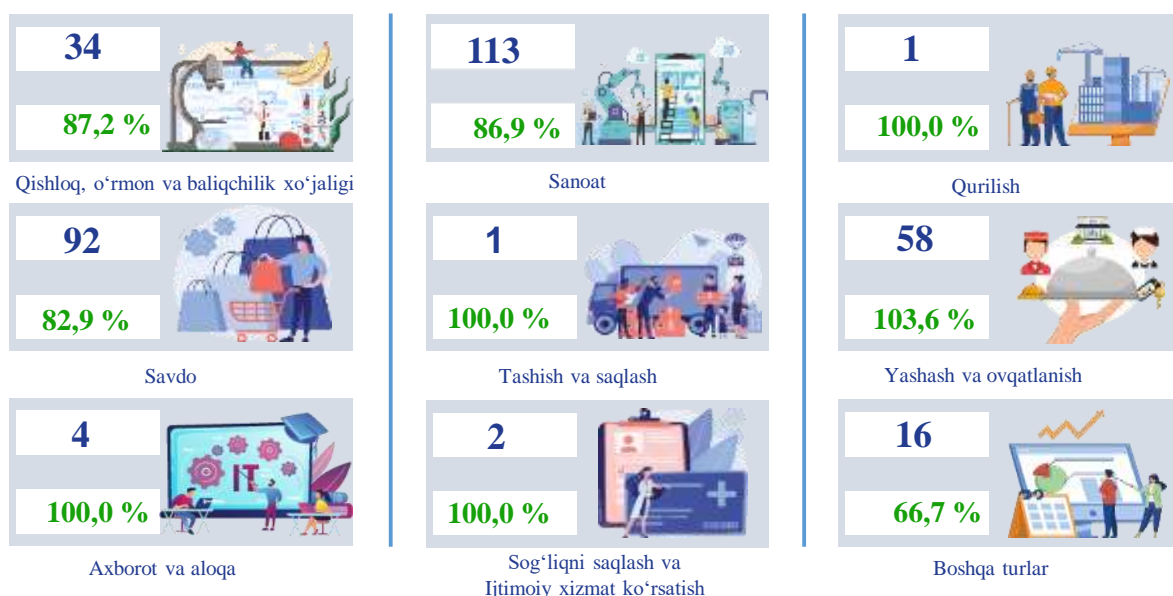 34
87,2 %
Qishloq, o‘rmon va baliqchilik xo‘jaligi
113
86,9 %
Sanoat
1
100,0 %
Qurilish
92
82,9 %
Savdo
1
100,0 %
Tashish va saqlash
58
103,6 %
Yashash va ovqatlanish
4
100,0 %
IT
Axborot va aloqa
2
100,0 %
Sog‘liqni saqlash va
Ijtimoiy xizmat ko‘rsatish
16
66,7 %
Boshqa turlar